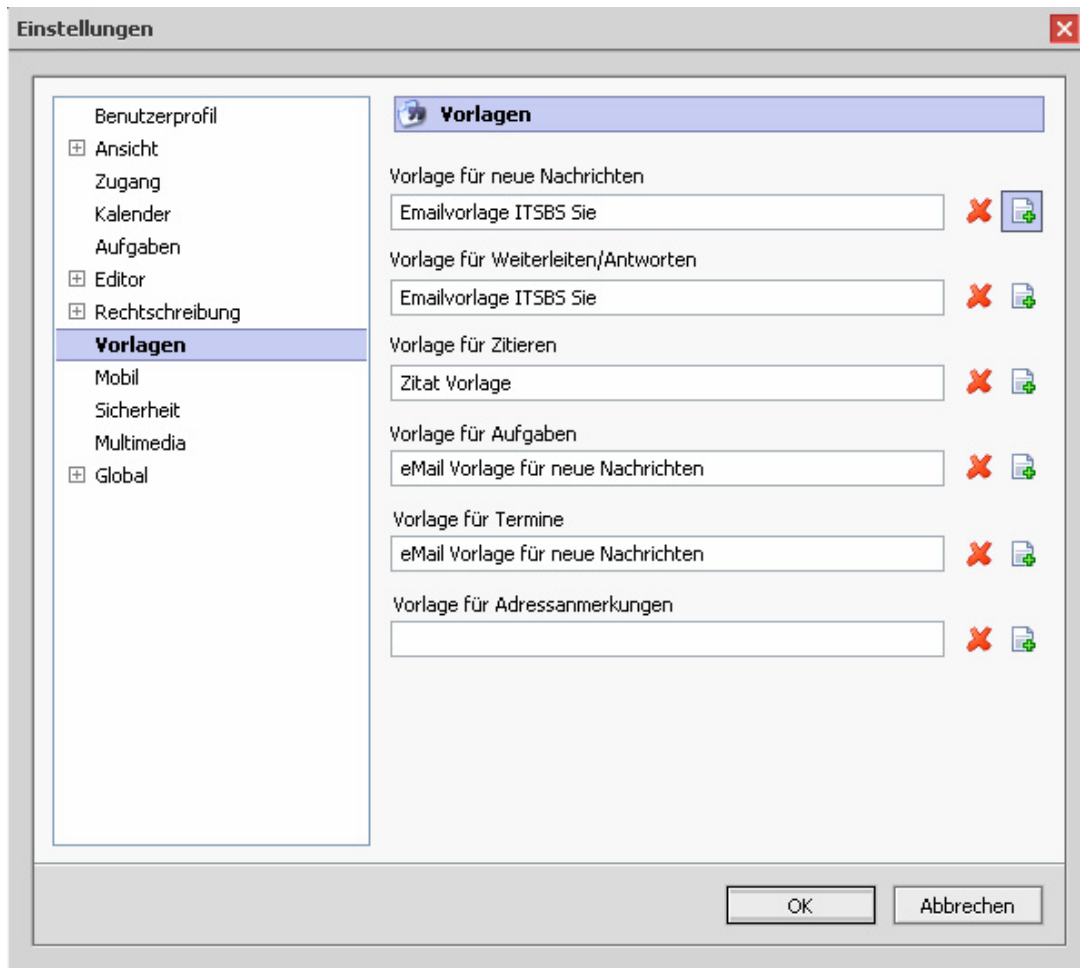 Einstellungen
Benutzerprofil
Ansicht
Zugang
Kalender
Aufgaben
Editor
Rechtschreibung
Vorlagen
Mobil
Sicherheit
Multimedia
Global
Vorlagen
Vorlage für neue Nachrichten
Emailvorlage ITSBS Sie
Vorlage für Weiterleiten/Antworten
Emailvorlage ITSBS Sie
Vorlage für Zitieren
Zitat Vorlage
Vorlage für Aufgaben
eMail Vorlage für neue Nachrichten
Vorlage für Termine
eMail Vorlage für neue Nachrichten
Vorlage für Adressanmerkungen
OK
Abbrechen